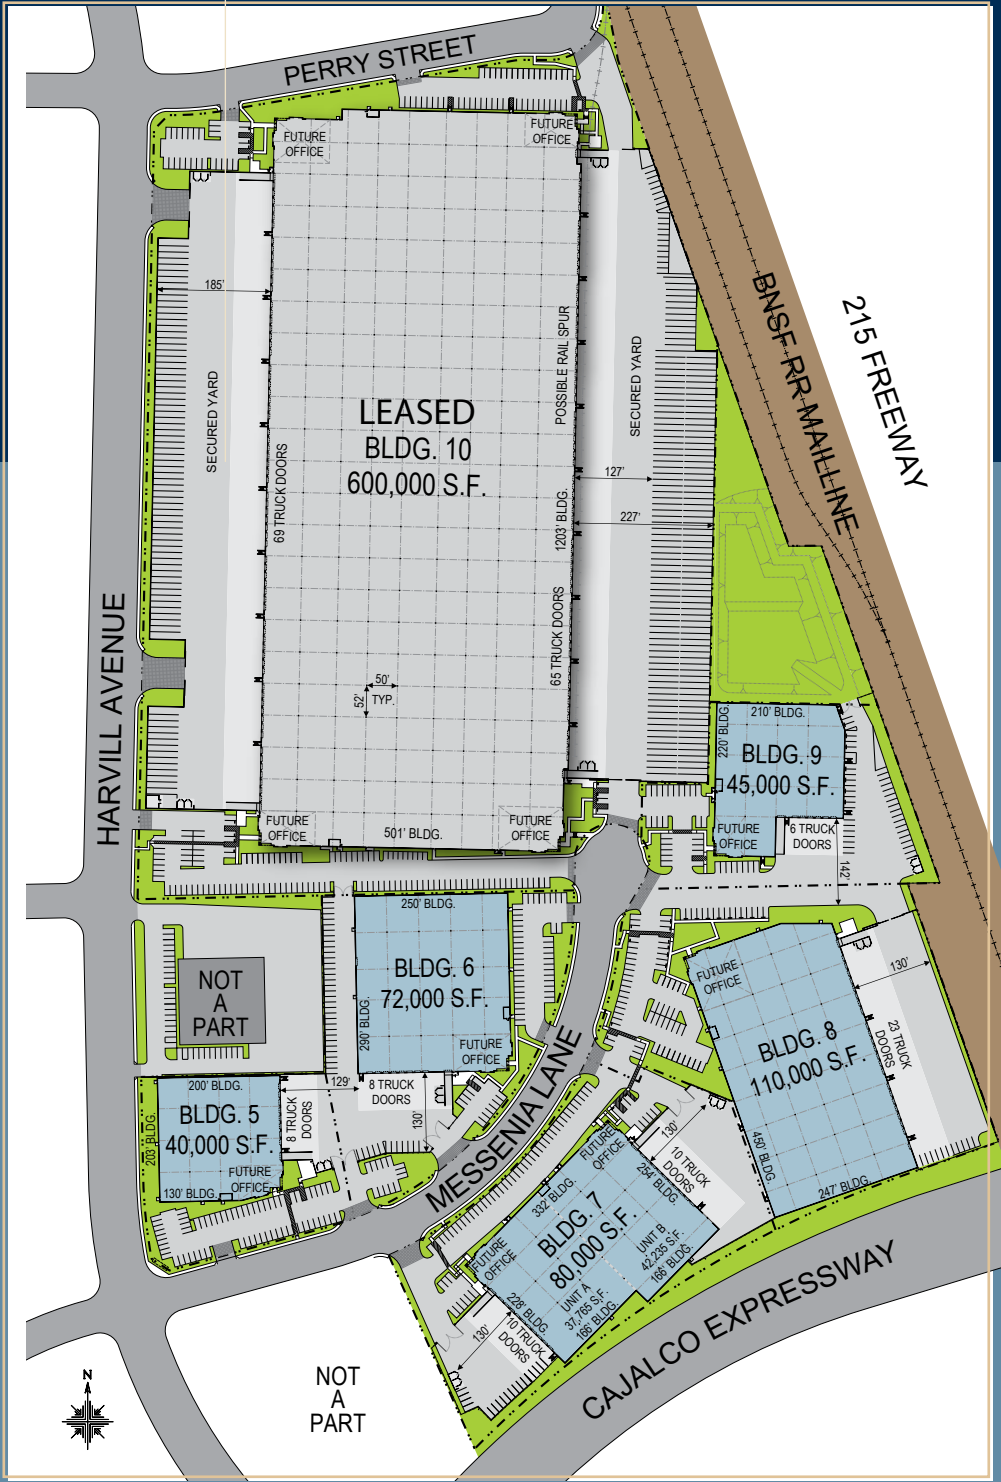 PERRY STREET
FUTURE
OFFICE
FUTURE
OFFICE
185'
SECURED YARD
69 TRUCK DOORS
LEASED
BLDG. 10
600,000 S.F.
POSSIBLE RAIL SPUR
1203' BLDG.
65 TRUCK DOORS
SECURED YARD
127'
227'
50'
52'
TYP.
BNSF RR MAILLINE
215 FREEWAY
HARVILL AVENUE
FUTURE
OFFICE
501' BLDG.
FUTURE
OFFICE
210' BLDG.
220' BLDG.
BLDG. 9
45,000 S.F.
FUTURE
OFFICE
6 TRUCK
DOORS
142'
250' BLDG.
BLDG. 6
72,000 S.F.
290' BLDG.
FUTURE
OFFICE
8 TRUCK
DOORS
129'
130'
NOT
A
PART
200' BLDG.
BLDG. 5
40,000 S.F.
203' BLDG.
FUTURE
OFFICE
130' BLDG.
8 TRUCK
DOORS
MESSENIA LANE
FUTURE
OFFICE
BLDG. 8
110,000 S.F.
130'
23 TRUCK
DOORS
450' BLDG
247' BLDG.
130'
10 TRUCK
DOORS
FUTURE
OFFICE
254' BLDG.
332' BLDG.
BLDG. 7
80,000 S.F.
UNIT B
42,235 S.F.
166' BLDG.
UNIT A
37,765 S.F.
166' BLDG.
FUTURE
OFFICE
228' BLDG.
10 TRUCK
DOORS
130'
CAJALCO EXPRESSWAY
NOT
A
PART
N